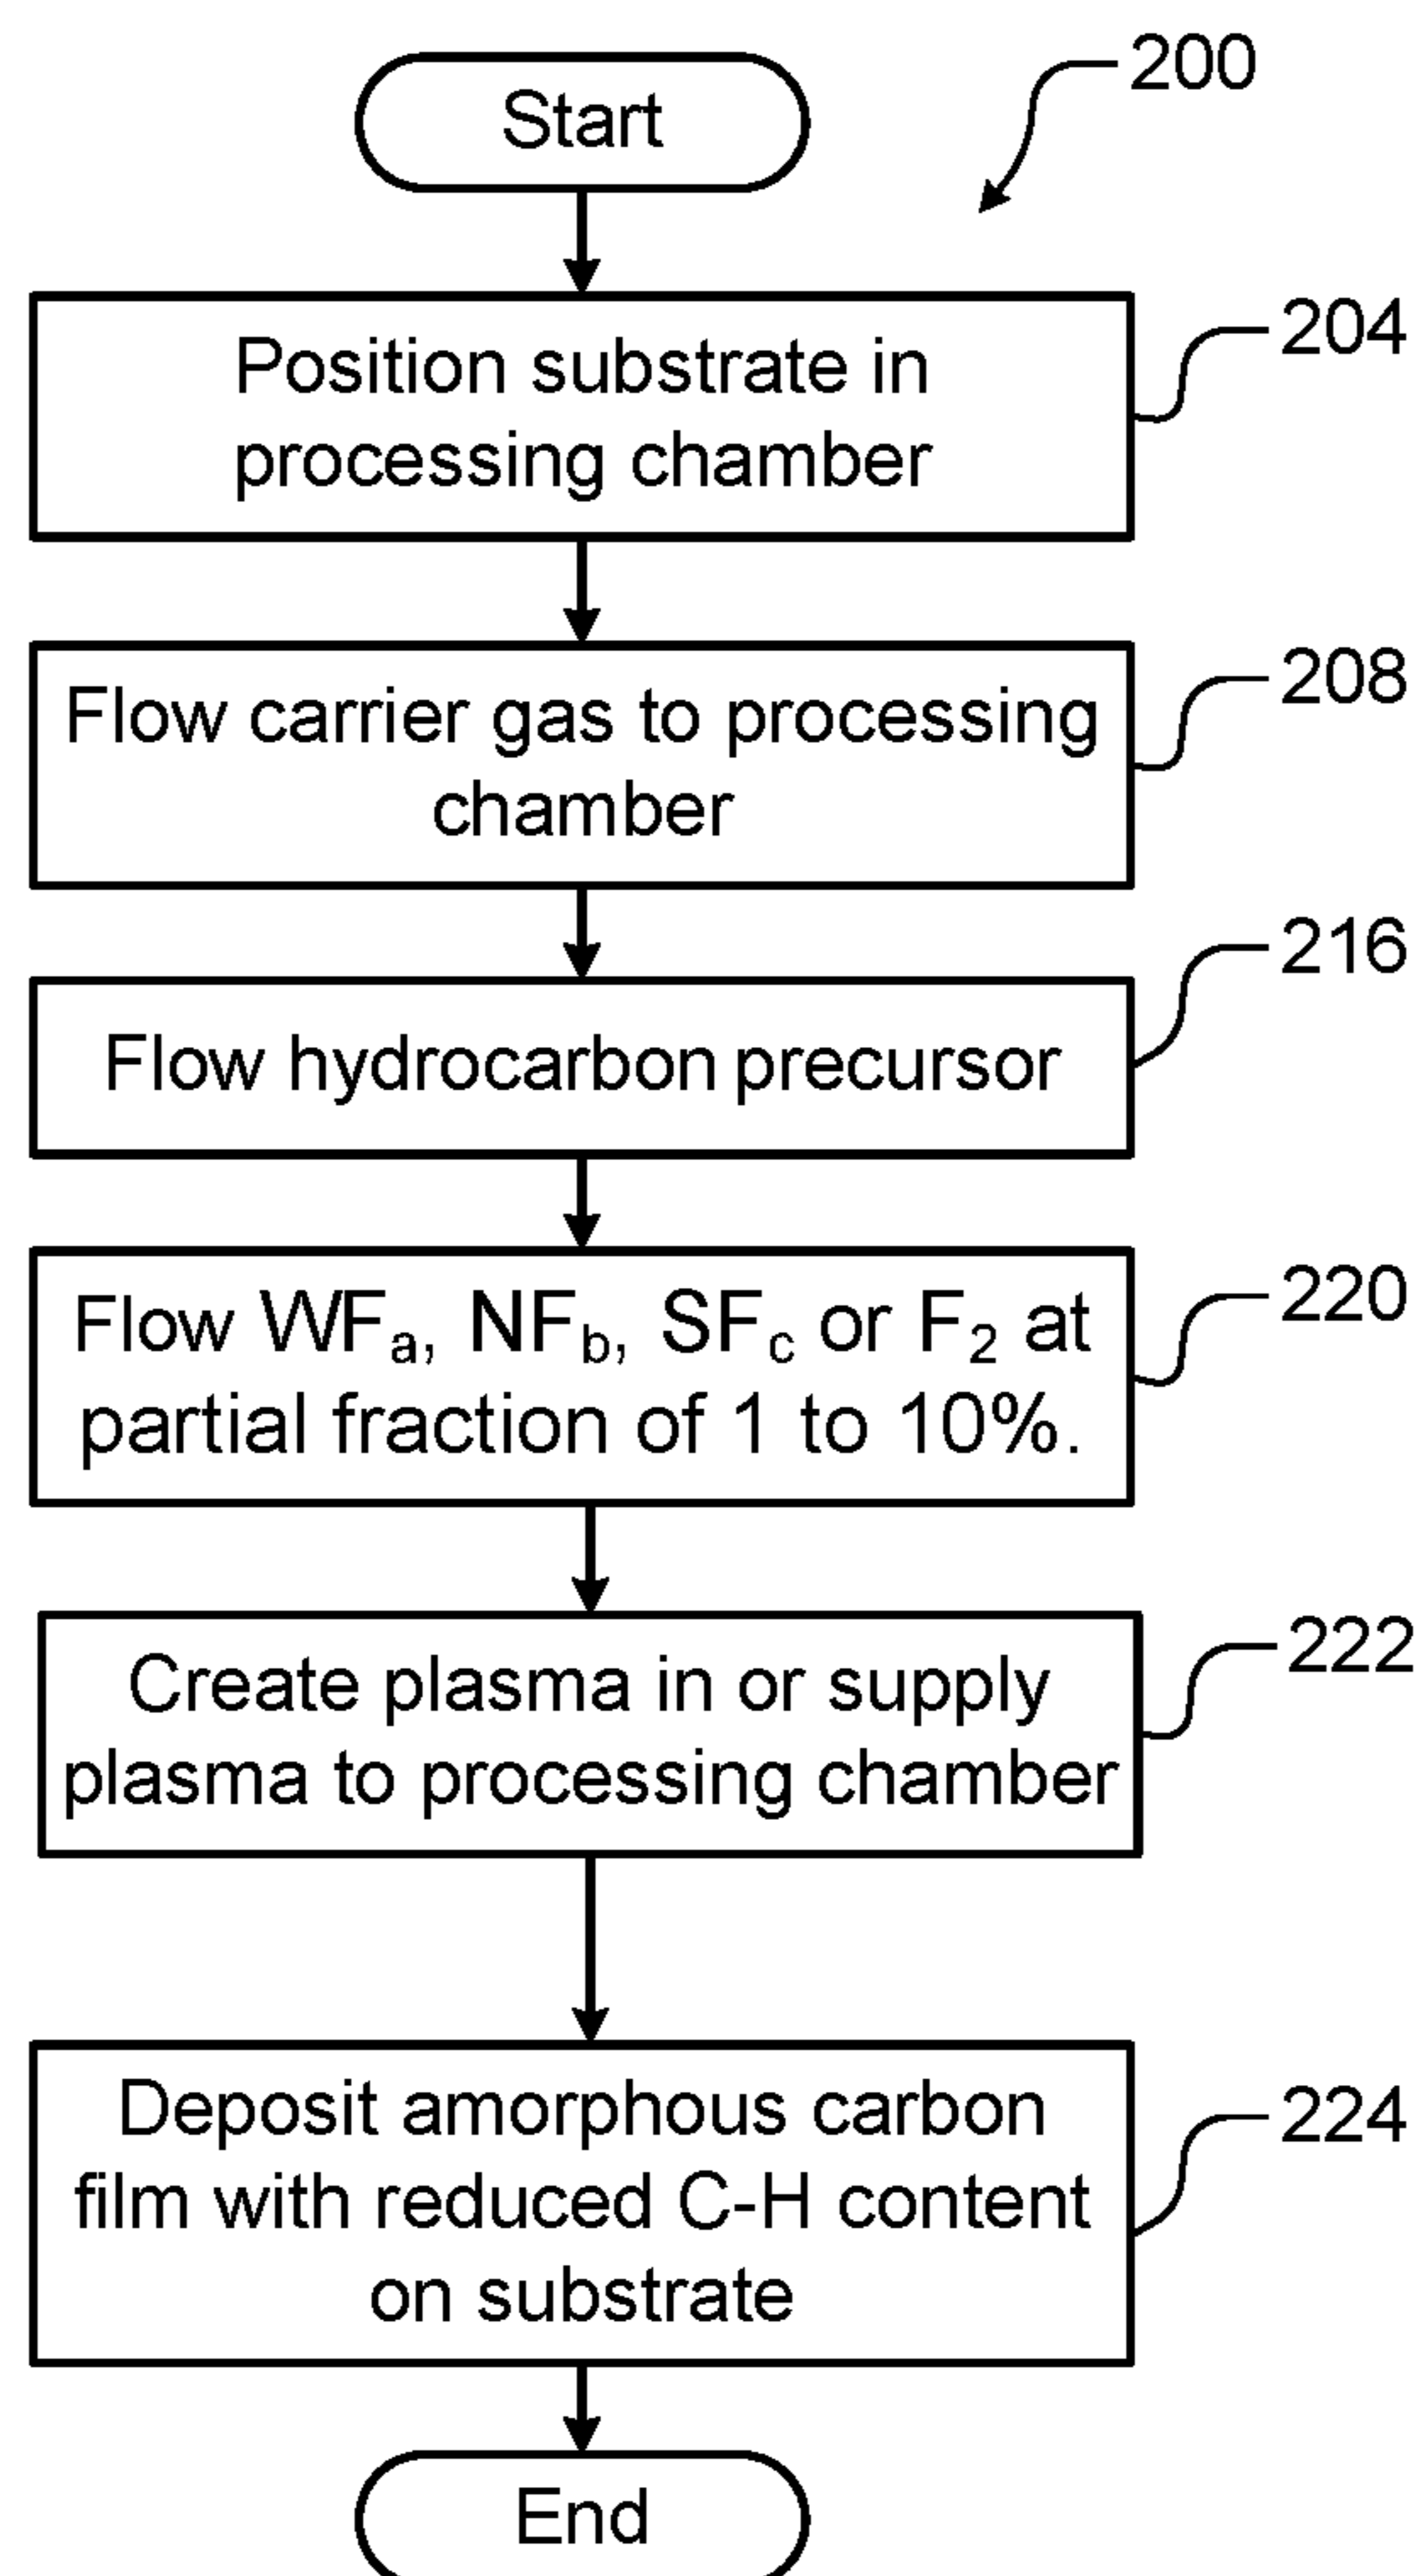 200
Start
204
Position substrate in
processing chamber
208
Flow carrier gas to processing
chamber
216
Flow hydrocarbon precursor
220
Flow WFₐ, NF_b, SF_c or F₂ at
partial fraction of 1 to 10%.
222
Create plasma in or supply
plasma to processing chamber
224
Deposit amorphous carbon
film with reduced C-H content
on substrate
End